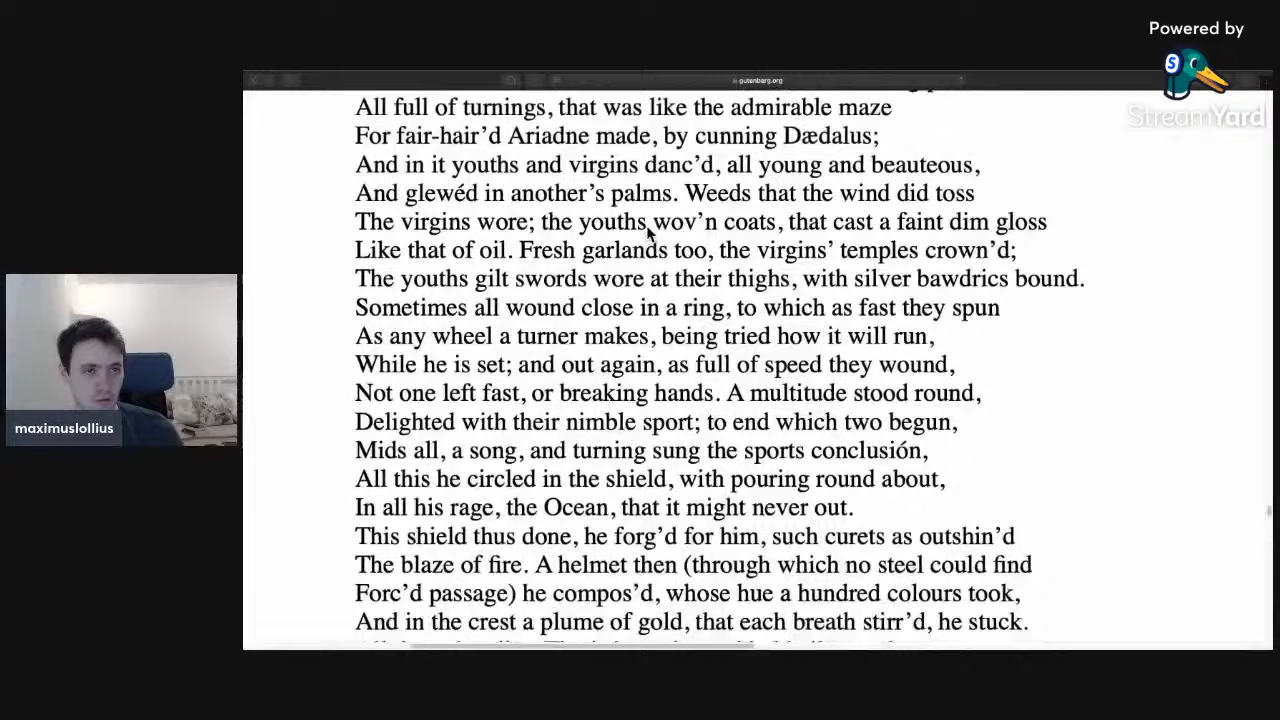 Powered by
S
StreamYard
gutenberg.org
All full of turnings, that was like the admirable maze
For fair-hair’d Ariadne made, by cunning Dædalus;
And in it youths and virgins danc’d, all young and beauteous,
And glewéd in another’s palms. Weeds that the wind did toss
The virgins wore; the youths wov’n coats, that cast a faint dim gloss
Like that of oil. Fresh garlands too, the virgins’ temples crown’d;
The youths gilt swords wore at their thighs, with silver bawdrics bound.
Sometimes all wound close in a ring, to which as fast they spun
As any wheel a turner makes, being tried how it will run,
While he is set; and out again, as full of speed they wound,
Not one left fast, or breaking hands. A multitude stood round,
Delighted with their nimble sport; to end which two begun,
Mids all, a song, and turning sung the sports conclusión,
All this he circled in the shield, with pouring round about,
In all his rage, the Ocean, that it might never out.
This shield thus done, he forg’d for him, such curets as outshin’d
The blaze of fire. A helmet then (through which no steel could find
Forc’d passage) he compos’d, whose hue a hundred colours took,
And in the crest a plume of gold, that each breath stirr’d, he stuck.
maximuslollius